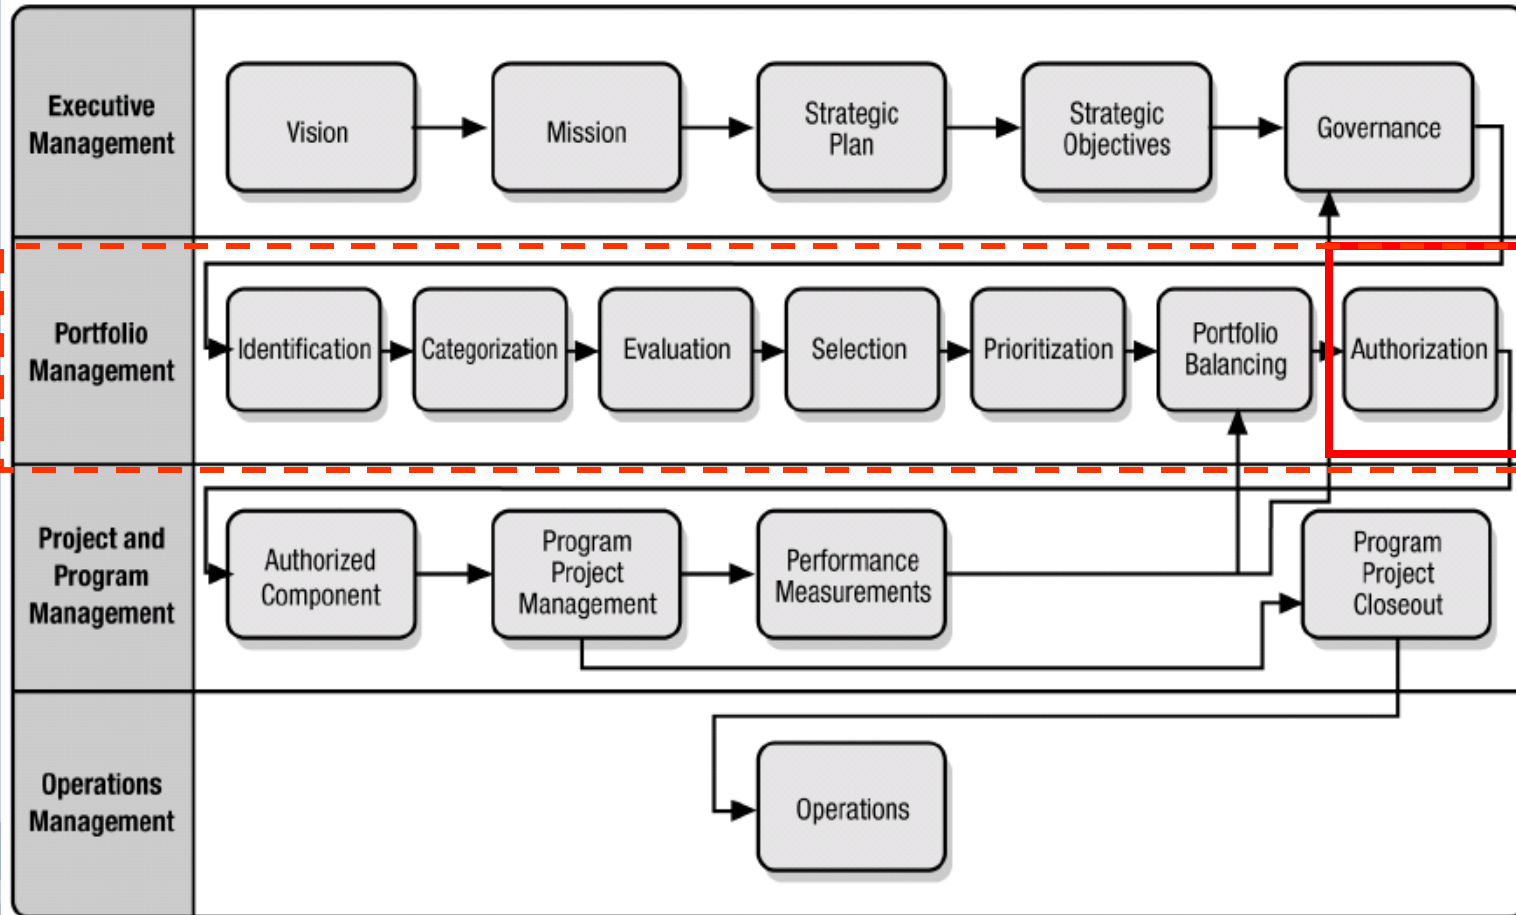 Executive
Management
Vision
Mission
Strategic
Plan
Strategic
Objectives
Governance
Portfolio
Management
Identification
Categorization
Evaluation
Selection
Prioritization
Portfolio
Balancing
Authorization
Project and
Program
Management
Authorized
Component
Program
Project
Management
Performance
Measurements
Program
Project
Closeout
Operations
Management
Operations